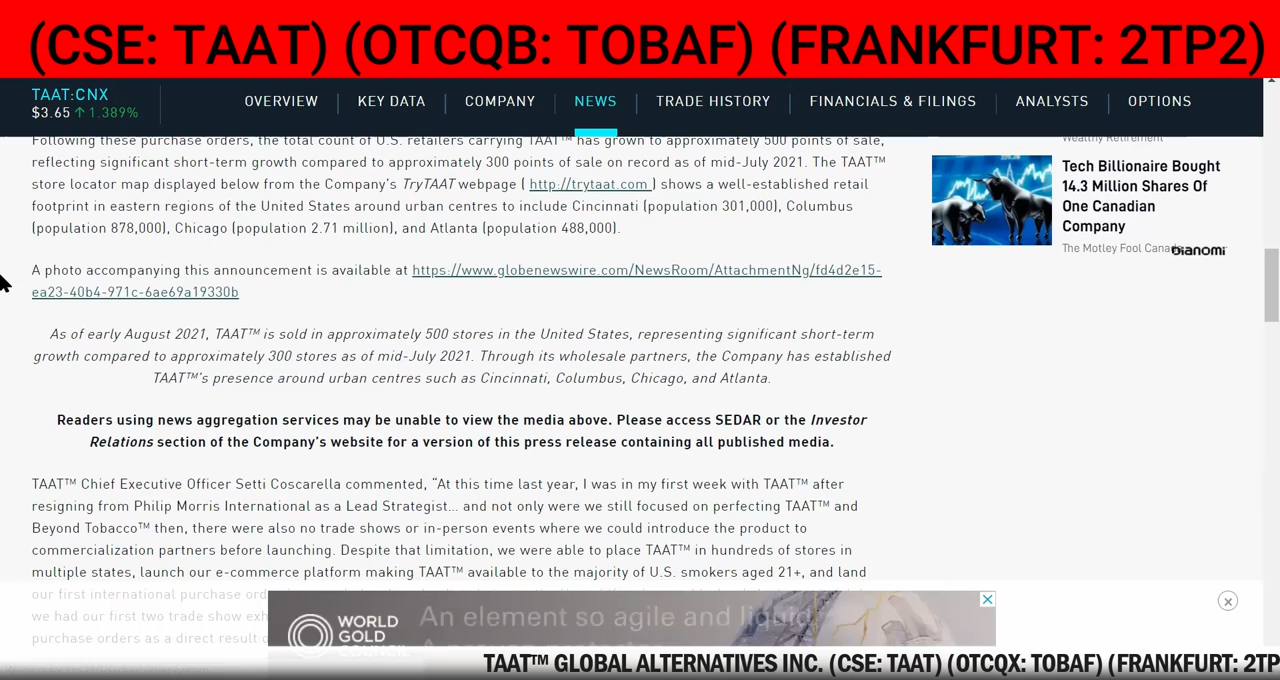 (CSE: TAAT) (OTCQB: TOBAF) (FRANKFURT: 2TP2)
TAAT:CNX
$3.65 ↑ 1.389%
OVERVIEW
KEY DATA
COMPANY
NEWS
TRADE HISTORY
FINANCIALS & FILINGS
ANALYSTS
OPTIONS
Following these purchase orders, the total count of U.S. retailers carrying TAAT™ has grown to approximately 500 points of sale,
reflecting significant short-term growth compared to approximately 300 points of sale on record as of mid-July 2021. The TAAT™
store locator map displayed below from the Company's TryTAAT webpage ( http://trytaat.com ) shows a well-established retail
footprint in eastern regions of the United States around urban centres to include Cincinnati (population 301,000), Columbus
(population 878,000), Chicago (population 2.71 million), and Atlanta (population 488,000).
A photo accompanying this announcement is available at https://www.globenewswire.com/NewsRoom/AttachmentNg/fd4d2e15-
ea23-40b4-971c-6ae69a19330b
As of early August 2021, TAAT™ is sold in approximately 500 stores in the United States, representing significant short-term
growth compared to approximately 300 stores as of mid-July 2021. Through its wholesale partners, the Company has established
TAAT™'s presence around urban centres such as Cincinnati, Columbus, Chicago, and Atlanta.
Readers using news aggregation services may be unable to view the media above. Please access SEDAR or the Investor
Relations section of the Company's website for a version of this press release containing all published media.
TAAT™ Chief Executive Officer Setti Coscarella commented, “At this time last year, I was in my first week with TAAT™ after
resigning from Philip Morris International as a Lead Strategist… and not only were we still focused on perfecting TAAT™ and
Beyond Tobacco™ then, there were also no trade shows or in-person events where we could introduce the product to
commercialization partners before launching. Despite that limitation, we were able to place TAAT™ in hundreds of stores in
multiple states, launch our e-commerce platform making TAAT™ available to the majority of U.S. smokers aged 21+, and land
our first international purchase
we had our first two trade show
purchase orders as a direct result
Wealthy Retirement
Tech Billionaire Bought
14.3 Million Shares Of
One Canadian
Company
The Motley Fool Canada
dianomi
WORLD
GOLD
COUNCIL
An element so agile and liquid
TAAT™ GLOBAL ALTERNATIVES INC. (CSE: TAAT) (OTCQX: TOBAF) (FRANKFURT: 2TP